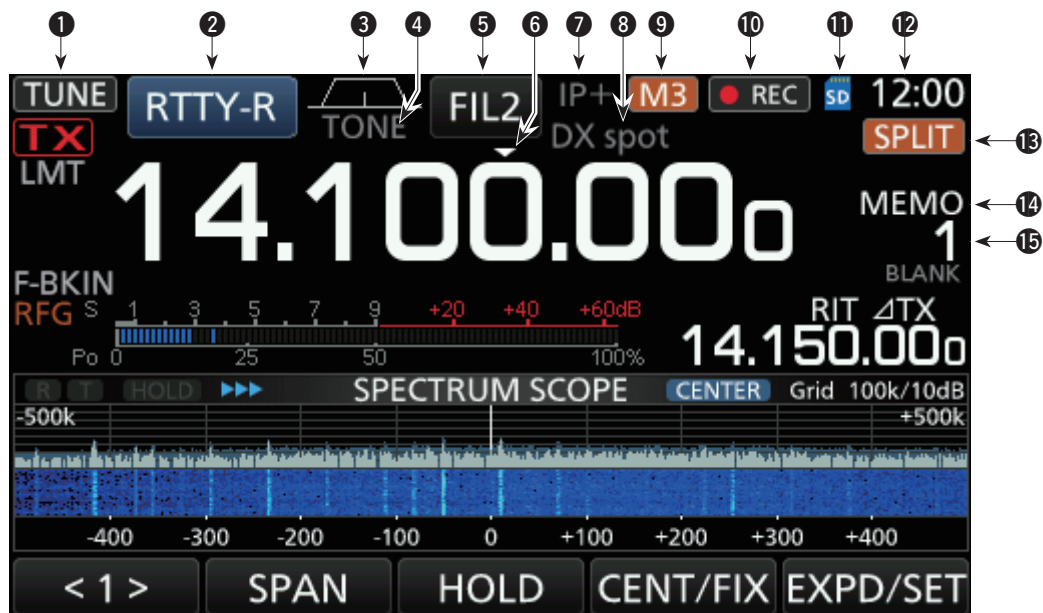 ❶ ❷ ❸ ❹ ❺ ❻ ❼ ❽ ❾ ❿ ⓫ ⓬
TUNE RTTY-R FIL2 IP+ M3 REC SD 12:00
TX TONE DX spot SPLIT ⓭
LMT
14.100.000
MEMO ⓮
1 ⓯
F-BKIN BLANK
RFG S 1 3 5 7 9 +20 +40 +60dB RIT ⊿TX
Po 0 25 50 100% 14.150.000
R T HOLD SPECTRUM SCOPE CENTER Grid 100k/10dB
-500k +500k
-400 -300 -200 -100 0 +100 +200 +300 +400
< 1 > SPAN HOLD CENT/FIX EXPD/SET